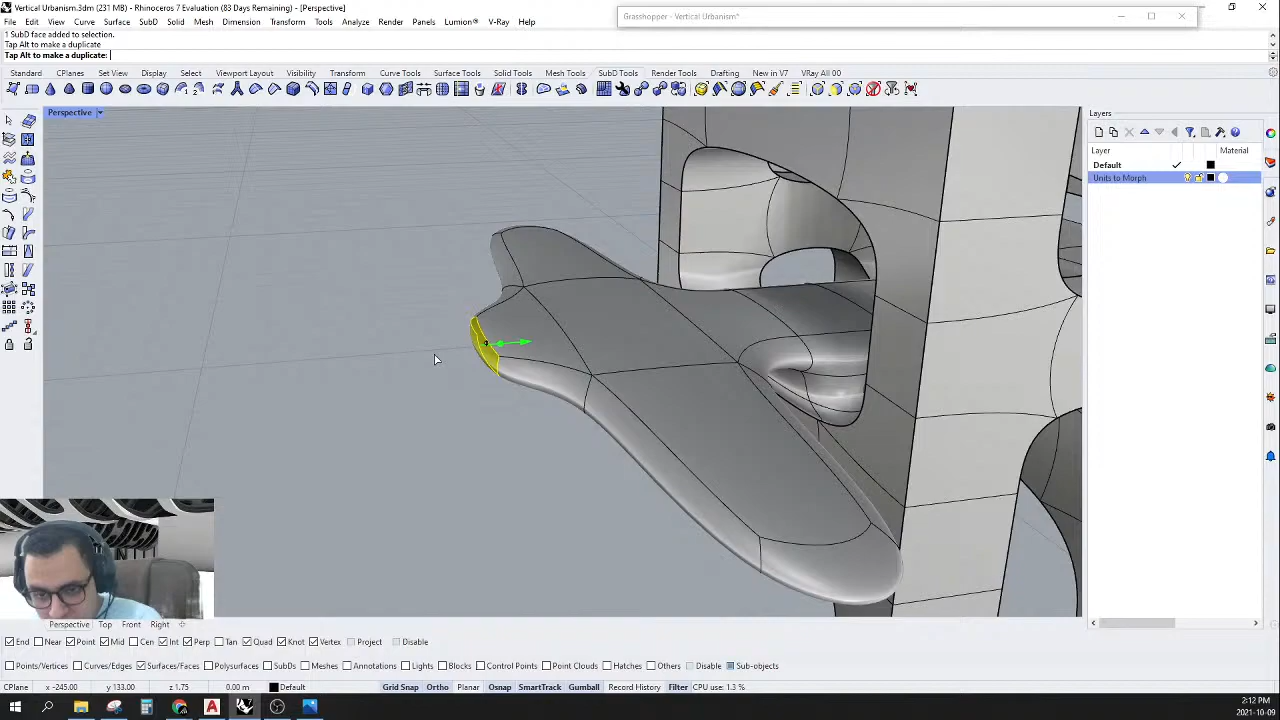 Vertical Urbanism.3dm (231 MB) - Rhinoceros 7 Evaluation (83 Days Remaining) - [Perspective]
Grasshopper - Vertical Urbanism*
Curve Surface SubD Solid Mesh Dimension Transform Tools Analyze Render Panels Lumion® V-Ray Help
1 SubD face added to selection.
Tap Alt to make a duplicate
Tap Alt to make a duplicate:
Standard CPlanes Set View Display Select Viewport Layout Visibility Transform Curve Tools Surface Tools Solid Tools Mesh Tools SubD Tools Render Tools Drafting New in V7 VRay All 00
Perspective
Layers
Layer Material
Default
Units to Morph
Perspective Top Front Right
End Near Point Mid Cen Int Perp Tan Quad Knot Vertex Project Disable
Points/Vertices Curves/Edges Surfaces/Faces Polysurfaces SubDs Meshes Annotations Lights Blocks Control Points Point Clouds Hatches Others Disable Sub-objects
CPlane x -245.00 y 133.00 z 1.75 0.00 m Default Grid Snap Ortho Planar Osnap SmartTrack Gumball Record History Filter CPU use: 1.3 %
2:12 PM
2021-10-09